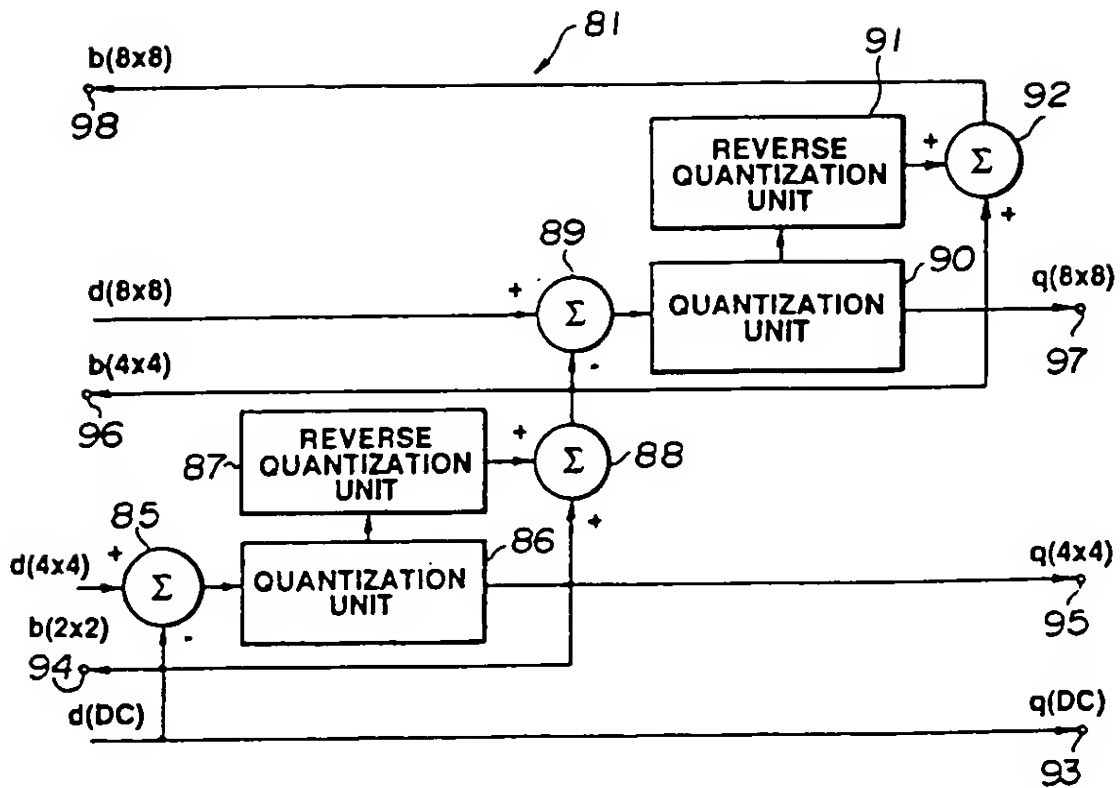 81
b(8x8)
98
91
92
REVERSE
QUANTIZATION
UNIT
+
Σ
+
89
90
d(8x8)
+
Σ
-
QUANTIZATION
UNIT
q(8x8)
97
b(4x4)
96
87
REVERSE
QUANTIZATION
UNIT
+
Σ
88
+
85
86
d(4x4)
+
Σ
-
QUANTIZATION
UNIT
q(4x4)
95
b(2x2)
94
d(DC)
q(DC)
93